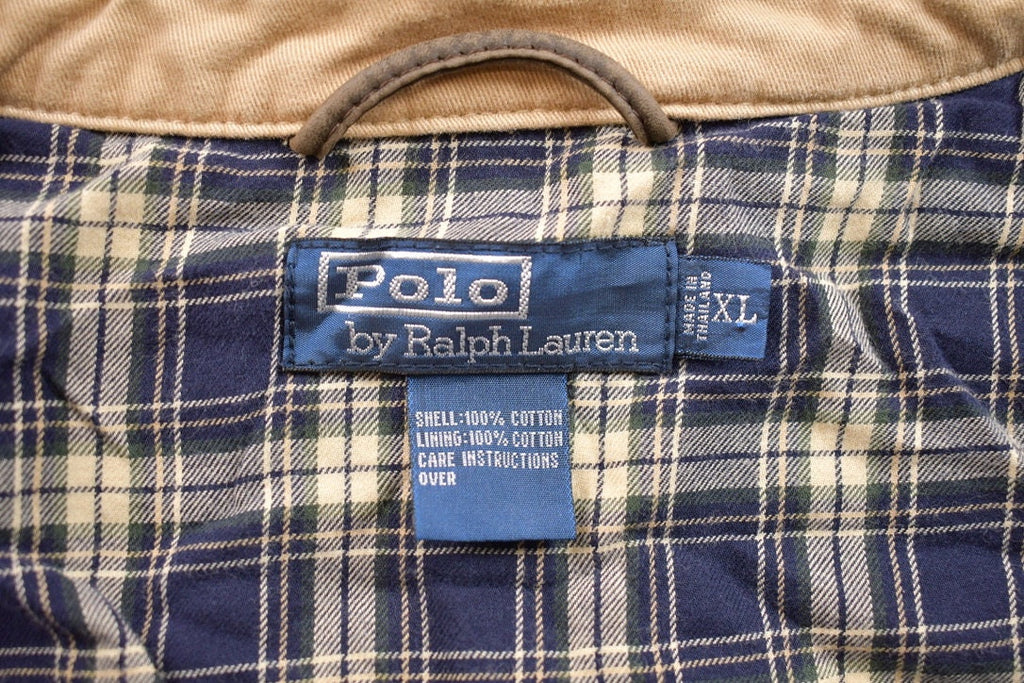 Polo
by Ralph Lauren
MADE IN
THAILAND
XL
SHELL:100% COTTON
LINING:100% COTTON
CARE INSTRUCTIONS
OVER